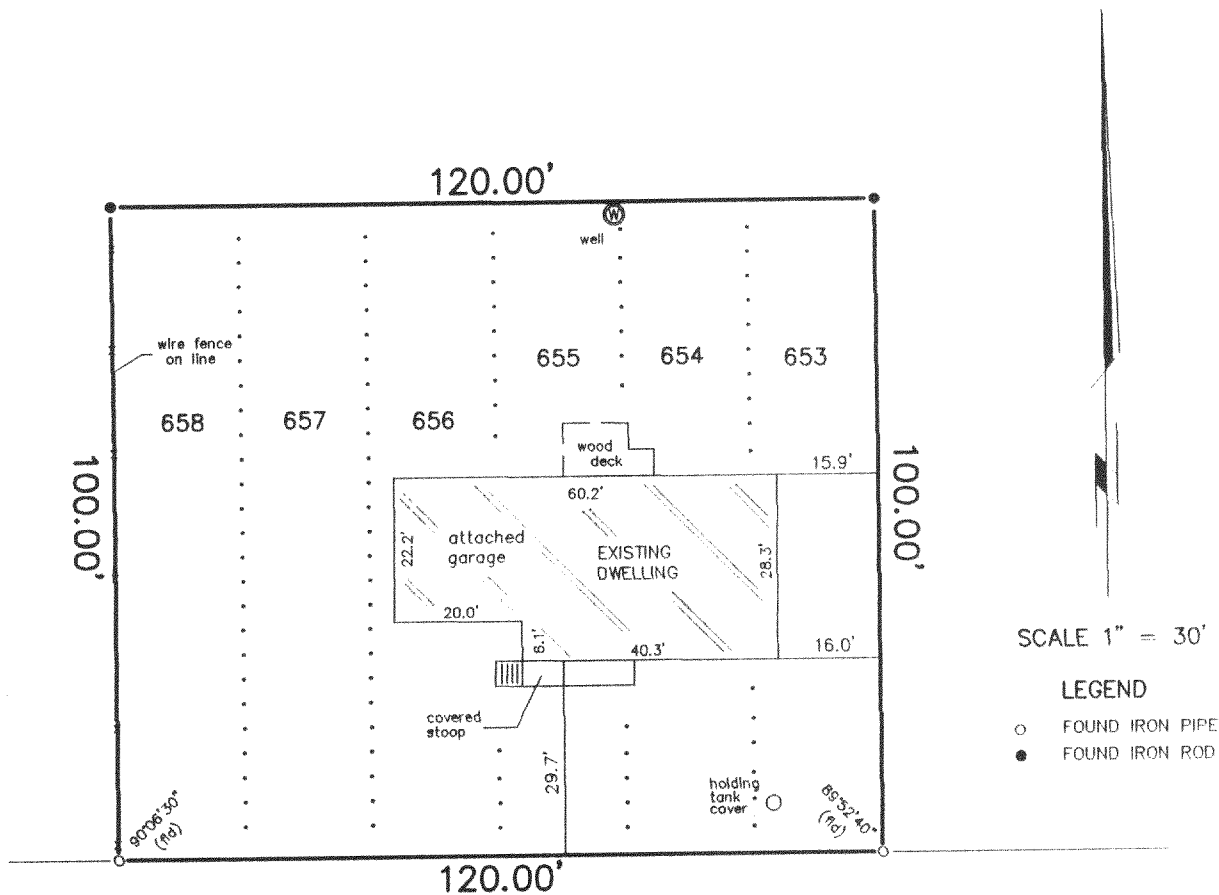 120.00'
W
well
wire fence
on line
655
654
653
658
657
656
wood
deck
15.9'
100.00'
100.00'
60.2'
attached
garage
22.2'
EXISTING
DWELLING
28.3'
20.0'
6.1'
40.3'
16.0'
SCALE 1" = 30'
LEGEND
FOUND IRON PIPE
FOUND IRON ROD
covered
stoop
29.7'
holding
tank
cover
90°06'30"
(fld)
89°52'40"
(fld)
120.00'